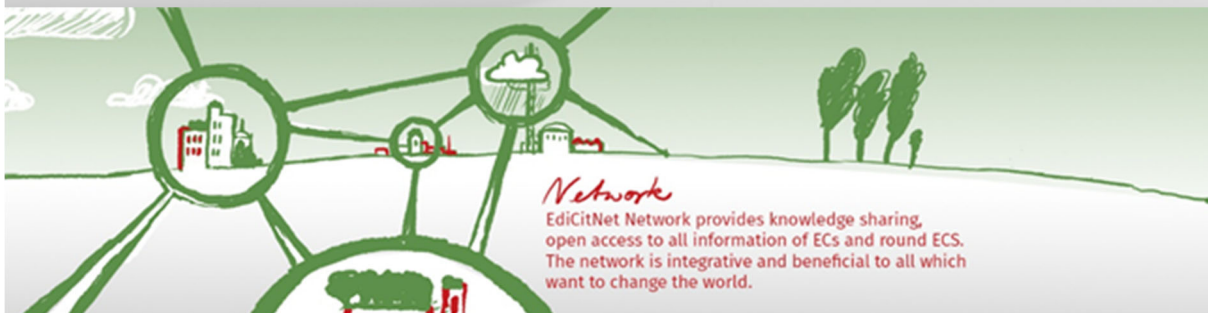 Network
EdiCitNet Network provides knowledge sharing,
open access to all information of ECs and round ECS.
The network is integrative and beneficial to all which
want to change the world.